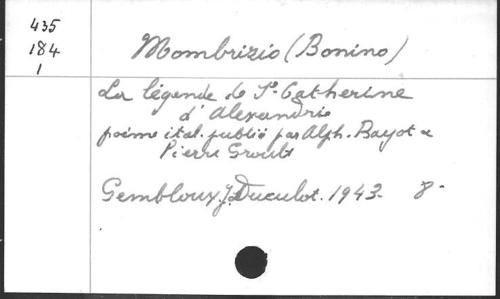 435
184
1
Mombrizio (Bonino)
La légende de Ste Catherine
d'Alexandrie
poème ital. publié par Alph. Bayot &
Pierre Groult
Gembloux, J. Duculot. 1943. 8-